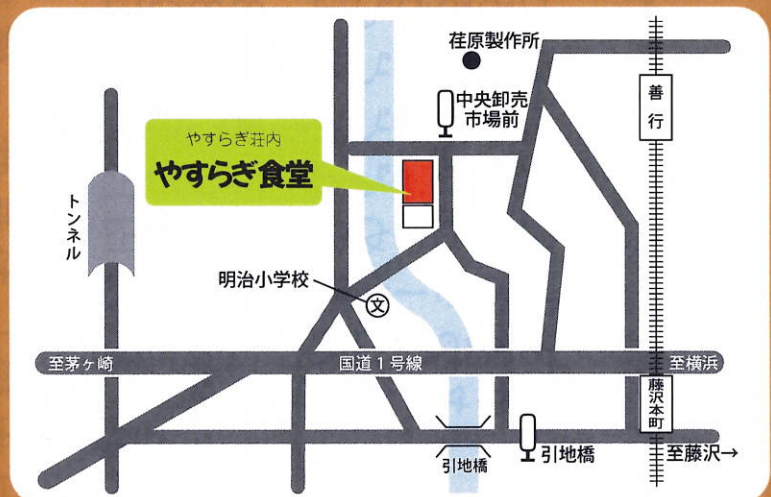 荏原製作所
中央卸売
市場前
善行
やすらぎ荘内
やすらぎ食堂
トンネル
明治小学校
文
至茅ヶ崎
国道1号線
至横浜
藤沢本町
引地橋
引地橋
至藤沢→